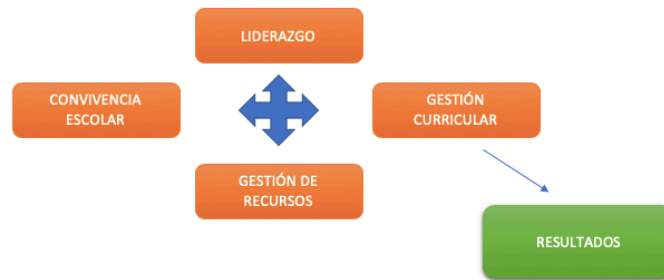 LIDERAZGO
CONVIVENCIA
ESCOLAR
GESTIÓN
CURRICULAR
GESTIÓN DE
RECURSOS
RESULTADOS